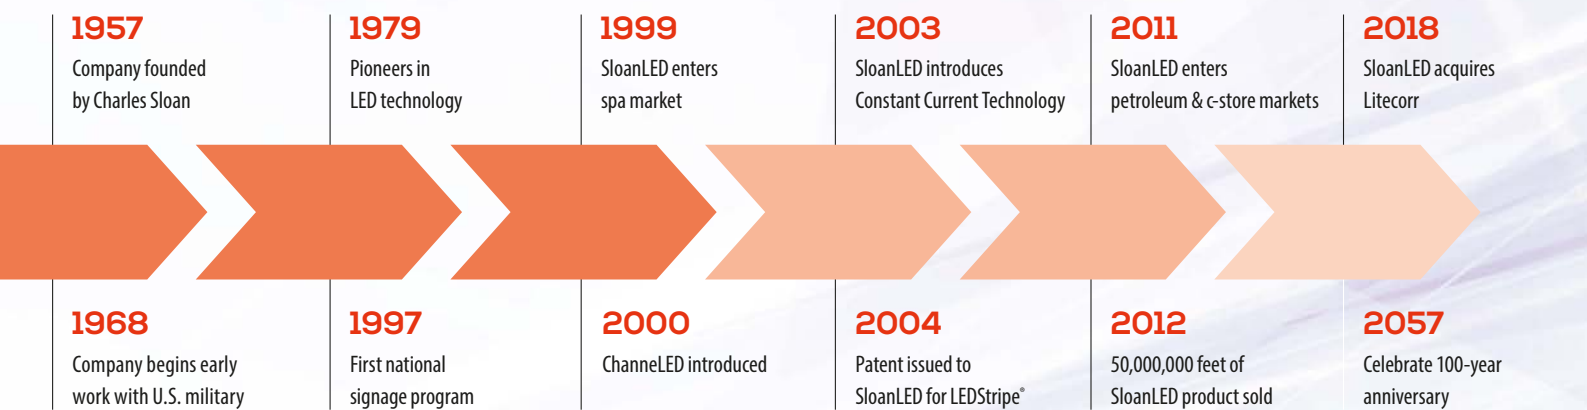 1957
Company founded
by Charles Sloan
1979
Pioneers in
LED technology
1999
SloanLED enters
spa market
2003
SloanLED introduces
Constant Current Technology
2011
SloanLED enters
petroleum & c-store markets
2018
SloanLED acquires
Litecorr
1968
Company begins early
work with U.S. military
1997
First national
signage program
2000
ChanneLED introduced
2004
Patent issued to
SloanLED for LEDStripe®
2012
50,000,000 feet of
SloanLED product sold
2057
Celebrate 100-year
anniversary